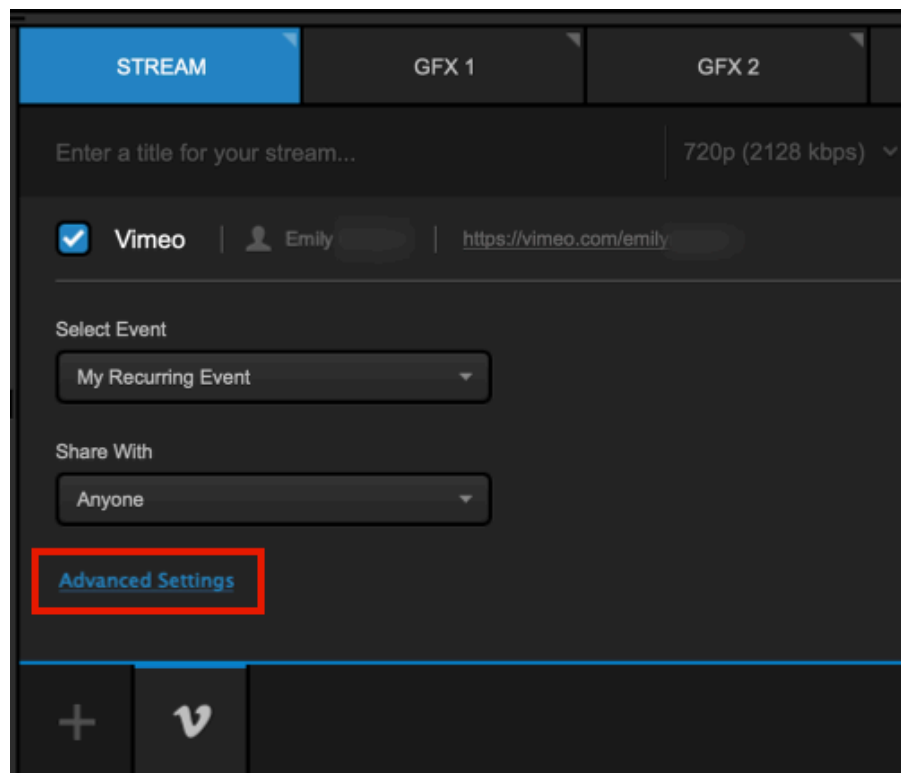 STREAM GFX 1 GFX 2
Enter a title for your stream... 720p (2128 kbps)
Vimeo Emily https://vimeo.com/emily
Select Event
My Recurring Event
Share With
Anyone
Advanced Settings